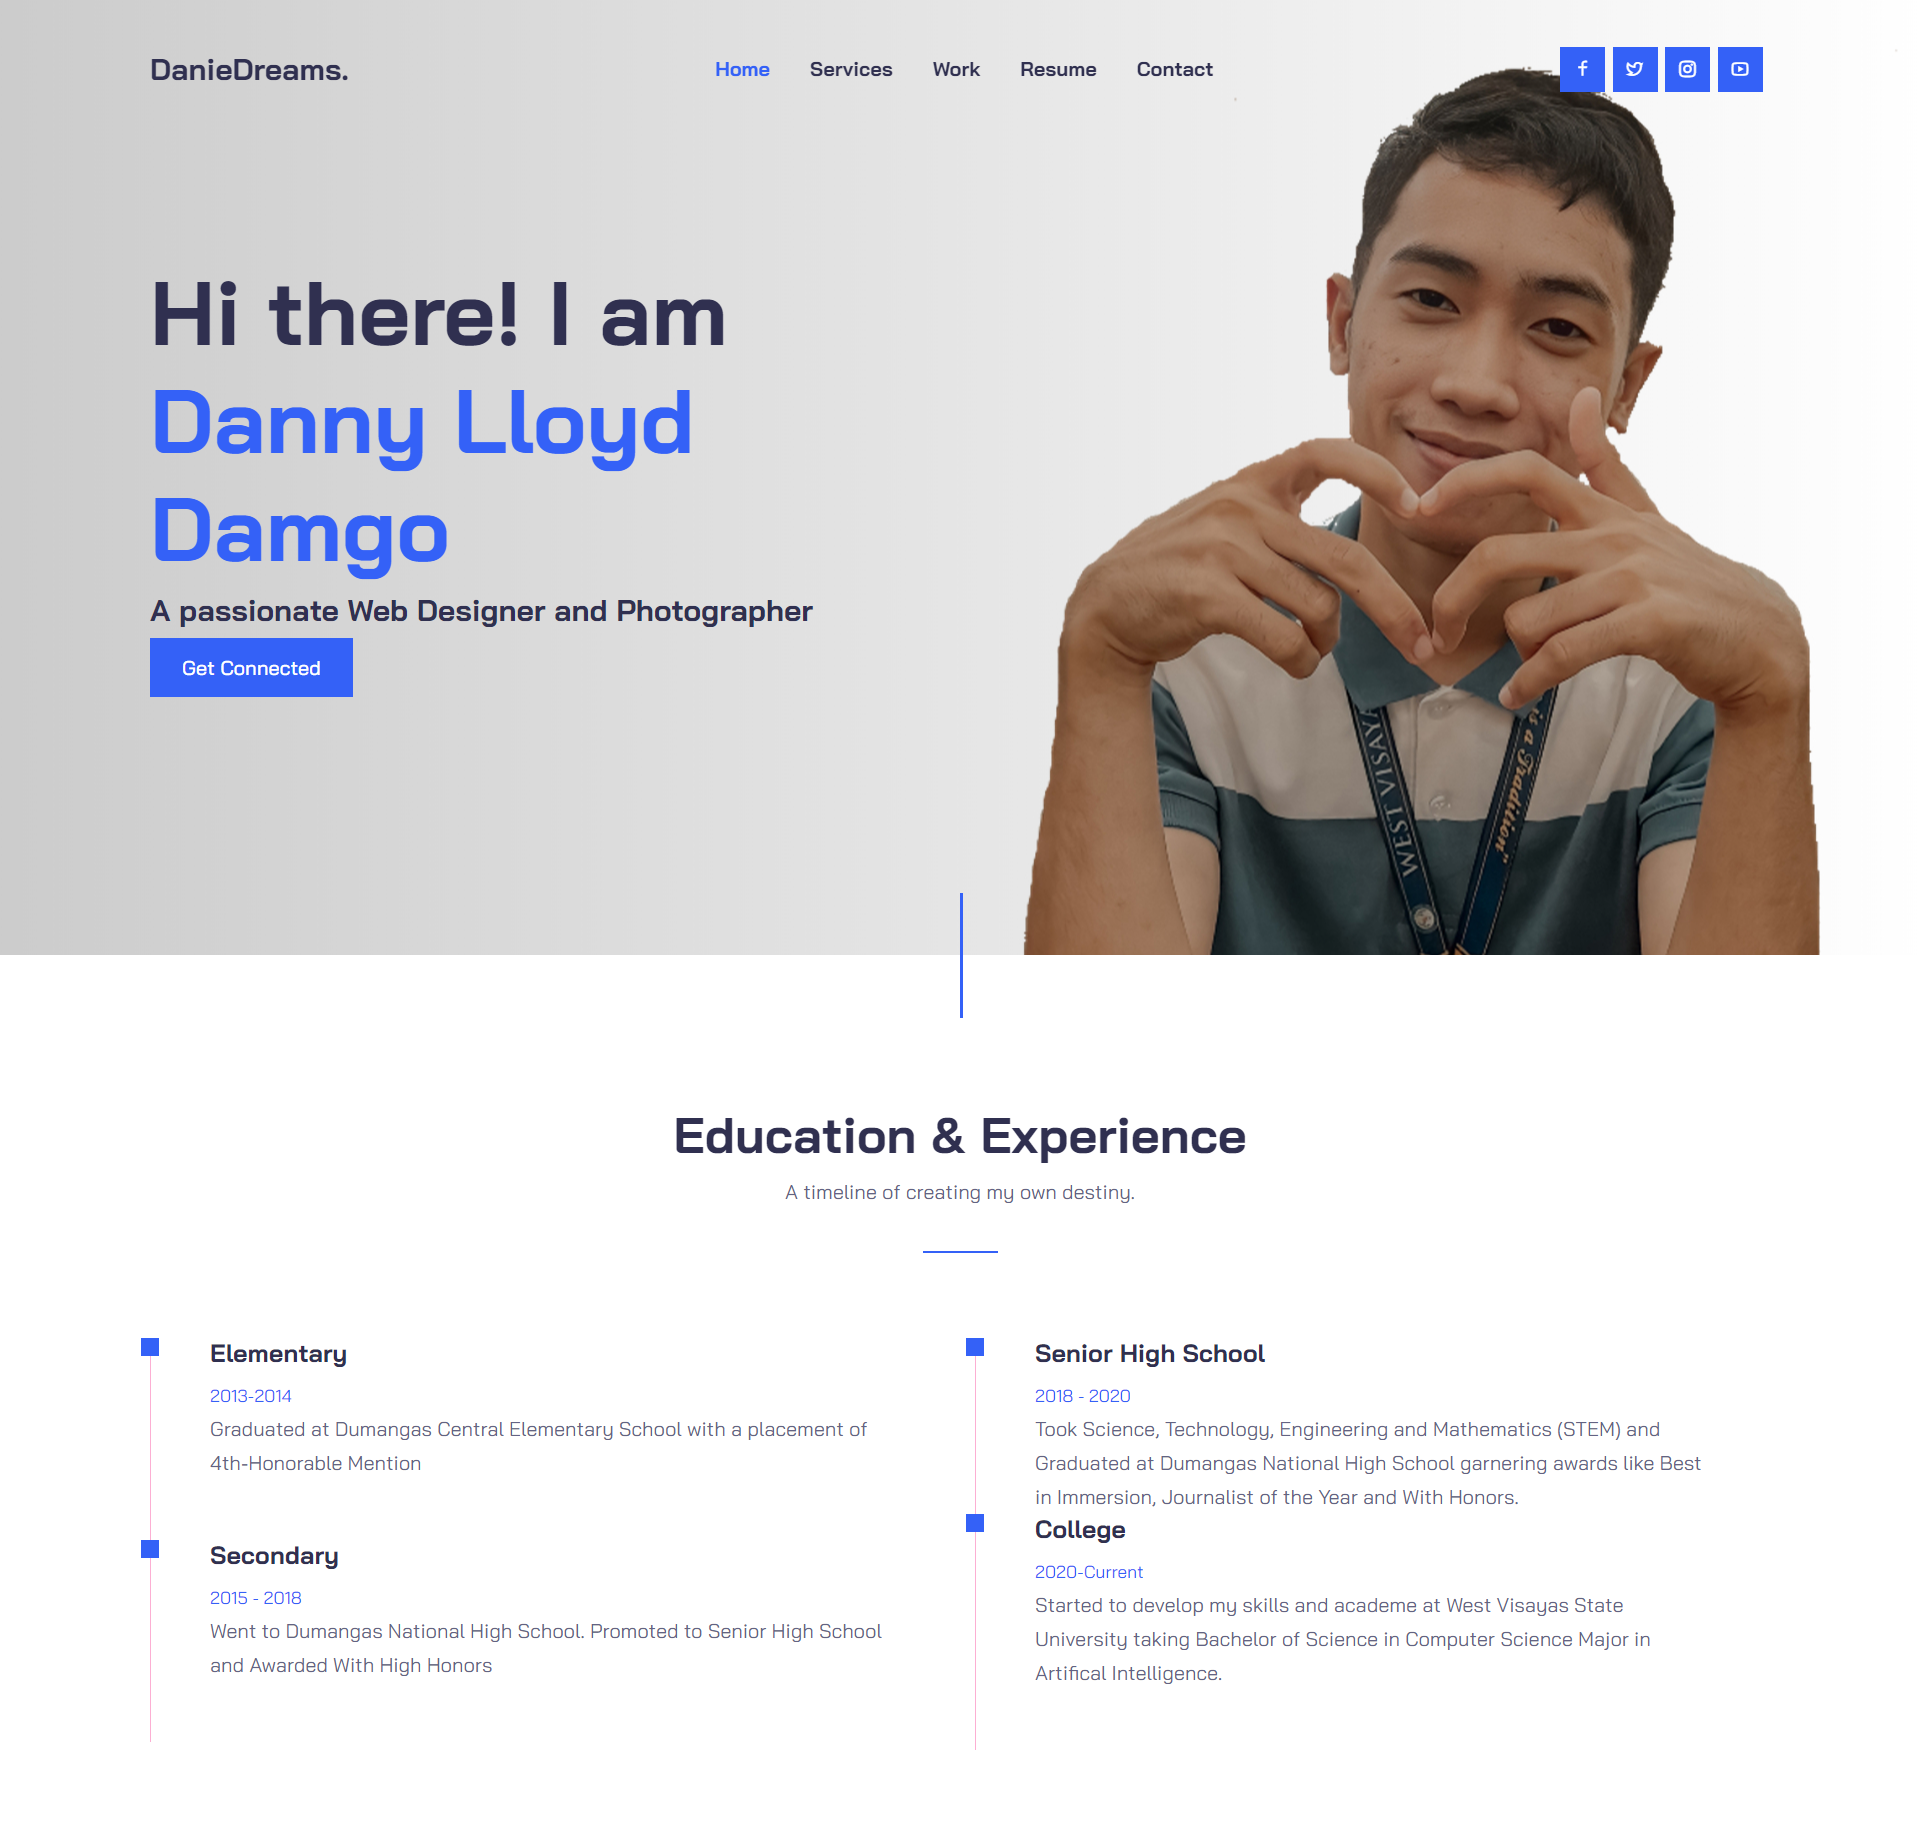 DanieDreams.
Home Services Work Resume Contact
Hi there! I am
Danny Lloyd
Damgo
A passionate Web Designer and Photographer
Get Connected
WEST VISAYA
is a Tradition"
Education & Experience
A timeline of creating my own destiny.
Elementary
2013-2014
Graduated at Dumangas Central Elementary School with a placement of
4th-Honorable Mention
Secondary
2015 - 2018
Went to Dumangas National High School. Promoted to Senior High School
and Awarded With High Honors
Senior High School
2018 - 2020
Took Science, Technology, Engineering and Mathematics (STEM) and
Graduated at Dumangas National High School garnering awards like Best
in Immersion, Journalist of the Year and With Honors.
College
2020-Current
Started to develop my skills and academe at West Visayas State
University taking Bachelor of Science in Computer Science Major in
Artifical Intelligence.